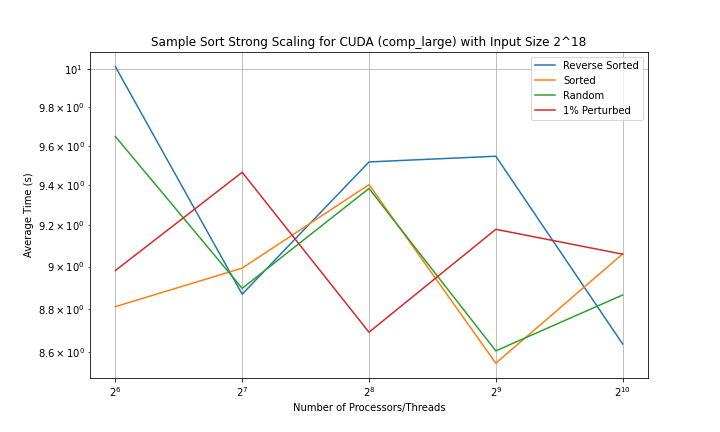 Sample Sort Strong Scaling for CUDA (comp_large) with Input Size 2^18
Reverse Sorted
Sorted
Random
1% Perturbed
10¹
9.8 × 10⁰
9.6 × 10⁰
9.4 × 10⁰
9.2 × 10⁰
9 × 10⁰
8.8 × 10⁰
8.6 × 10⁰
Average Time (s)
2⁶ 2⁷ 2⁸ 2⁹ 2¹⁰
Number of Processors/Threads